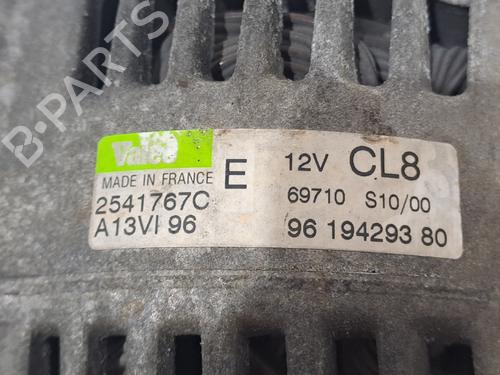 B-PARTS
Valeo
MADE IN FRANCE
E
12V CL8
2541767C
69710 S10/00
A13VI 96
96 194293 80